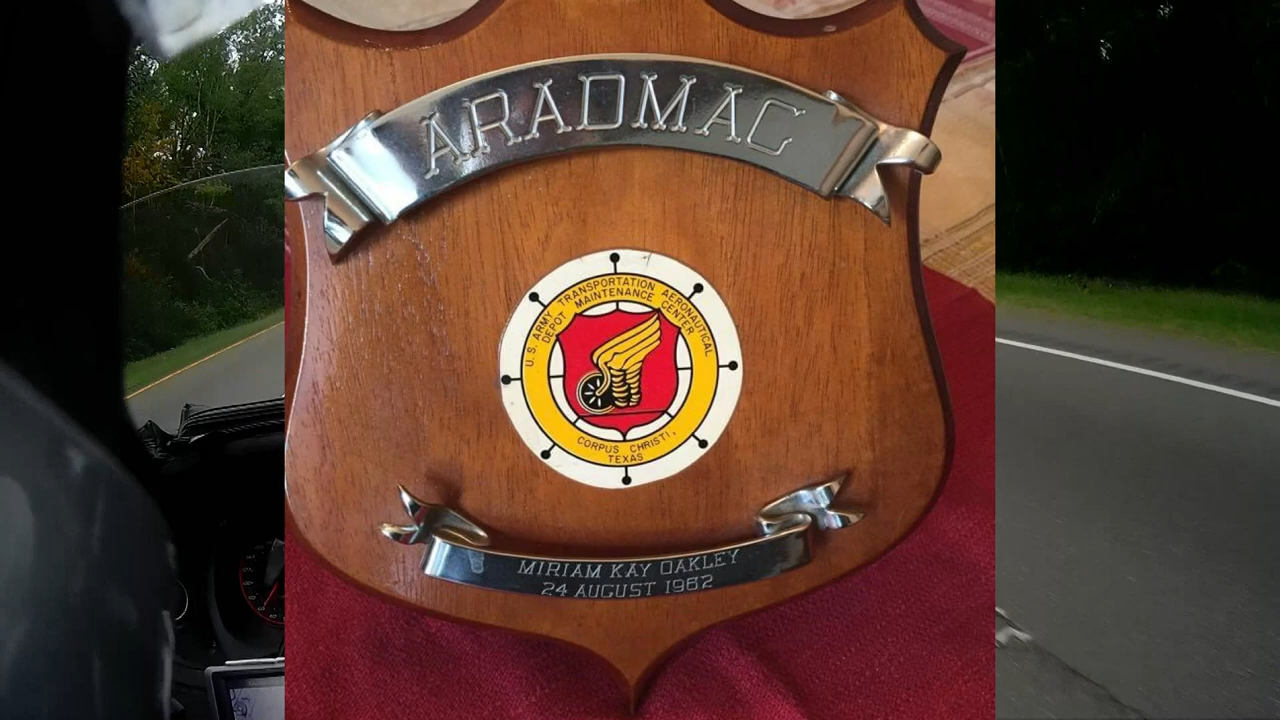 ARADMAC
U.S. ARMY TRANSPORTATION AERONAUTICAL
DEPOT MAINTENANCE CENTER
CORPUS CHRISTI,
TEXAS
MIRIAM KAY OAKLEY
24 AUGUST 1962